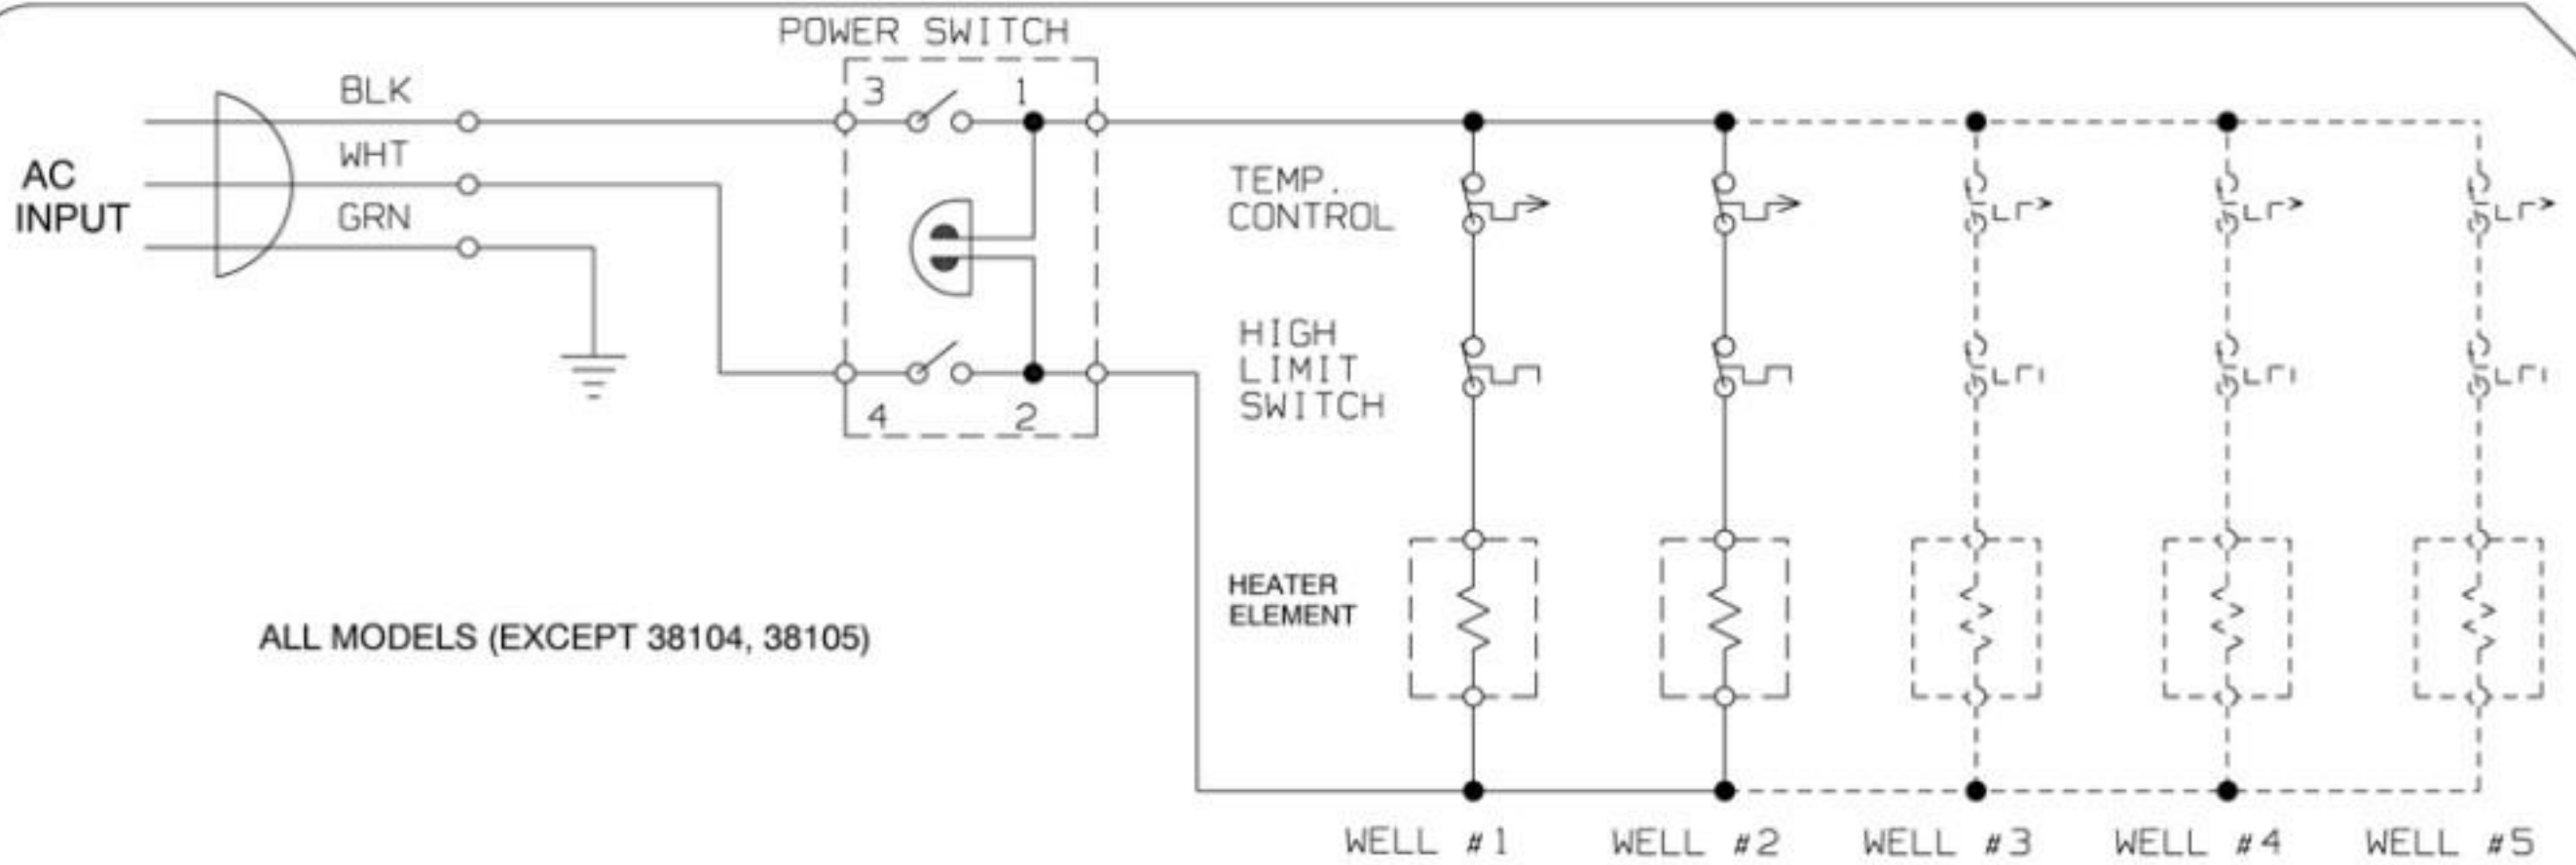 POWER SWITCH
BLK
3
1
WHT
AC
INPUT
GRN
TEMP.
CONTROL
HIGH
LIMIT
SWITCH
4
2
HEATER
ELEMENT
ALL MODELS (EXCEPT 38104, 38105)
WELL #1
WELL #2
WELL #3
WELL #4
WELL #5